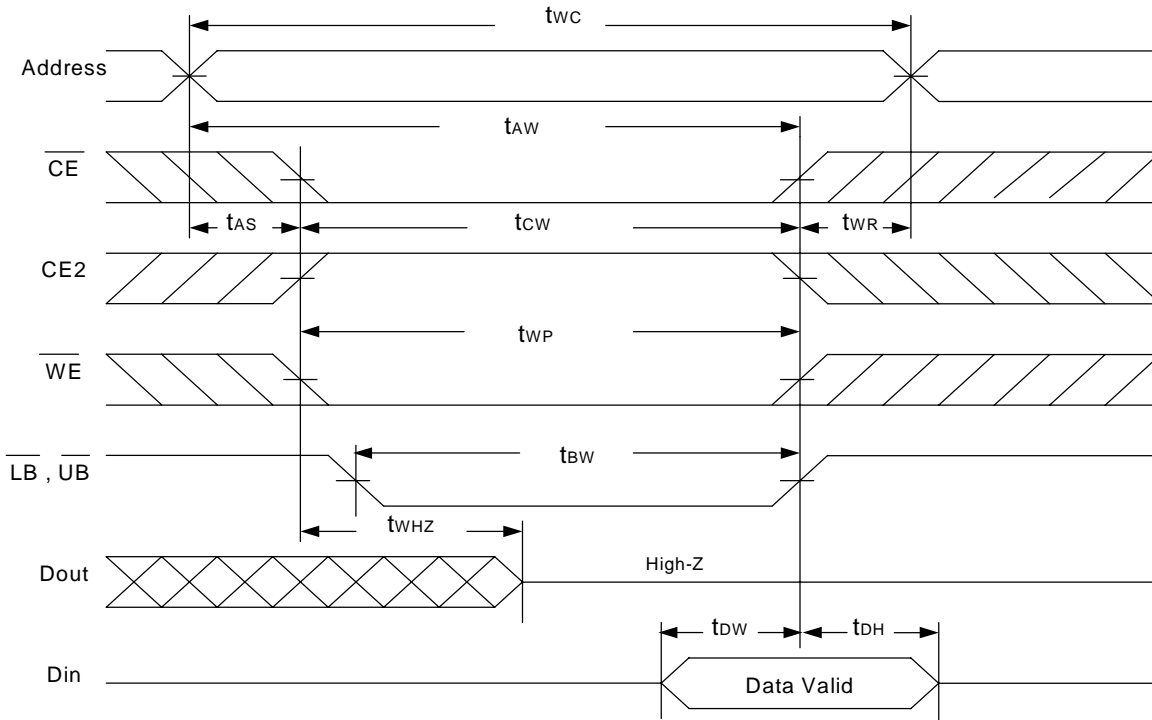 tWC
Address
tAW
CE
tAS tCW tWR
CE2
tWP
WE
tBW
LB , UB
tWHZ
Dout High-Z
tDW tDH
Din Data Valid